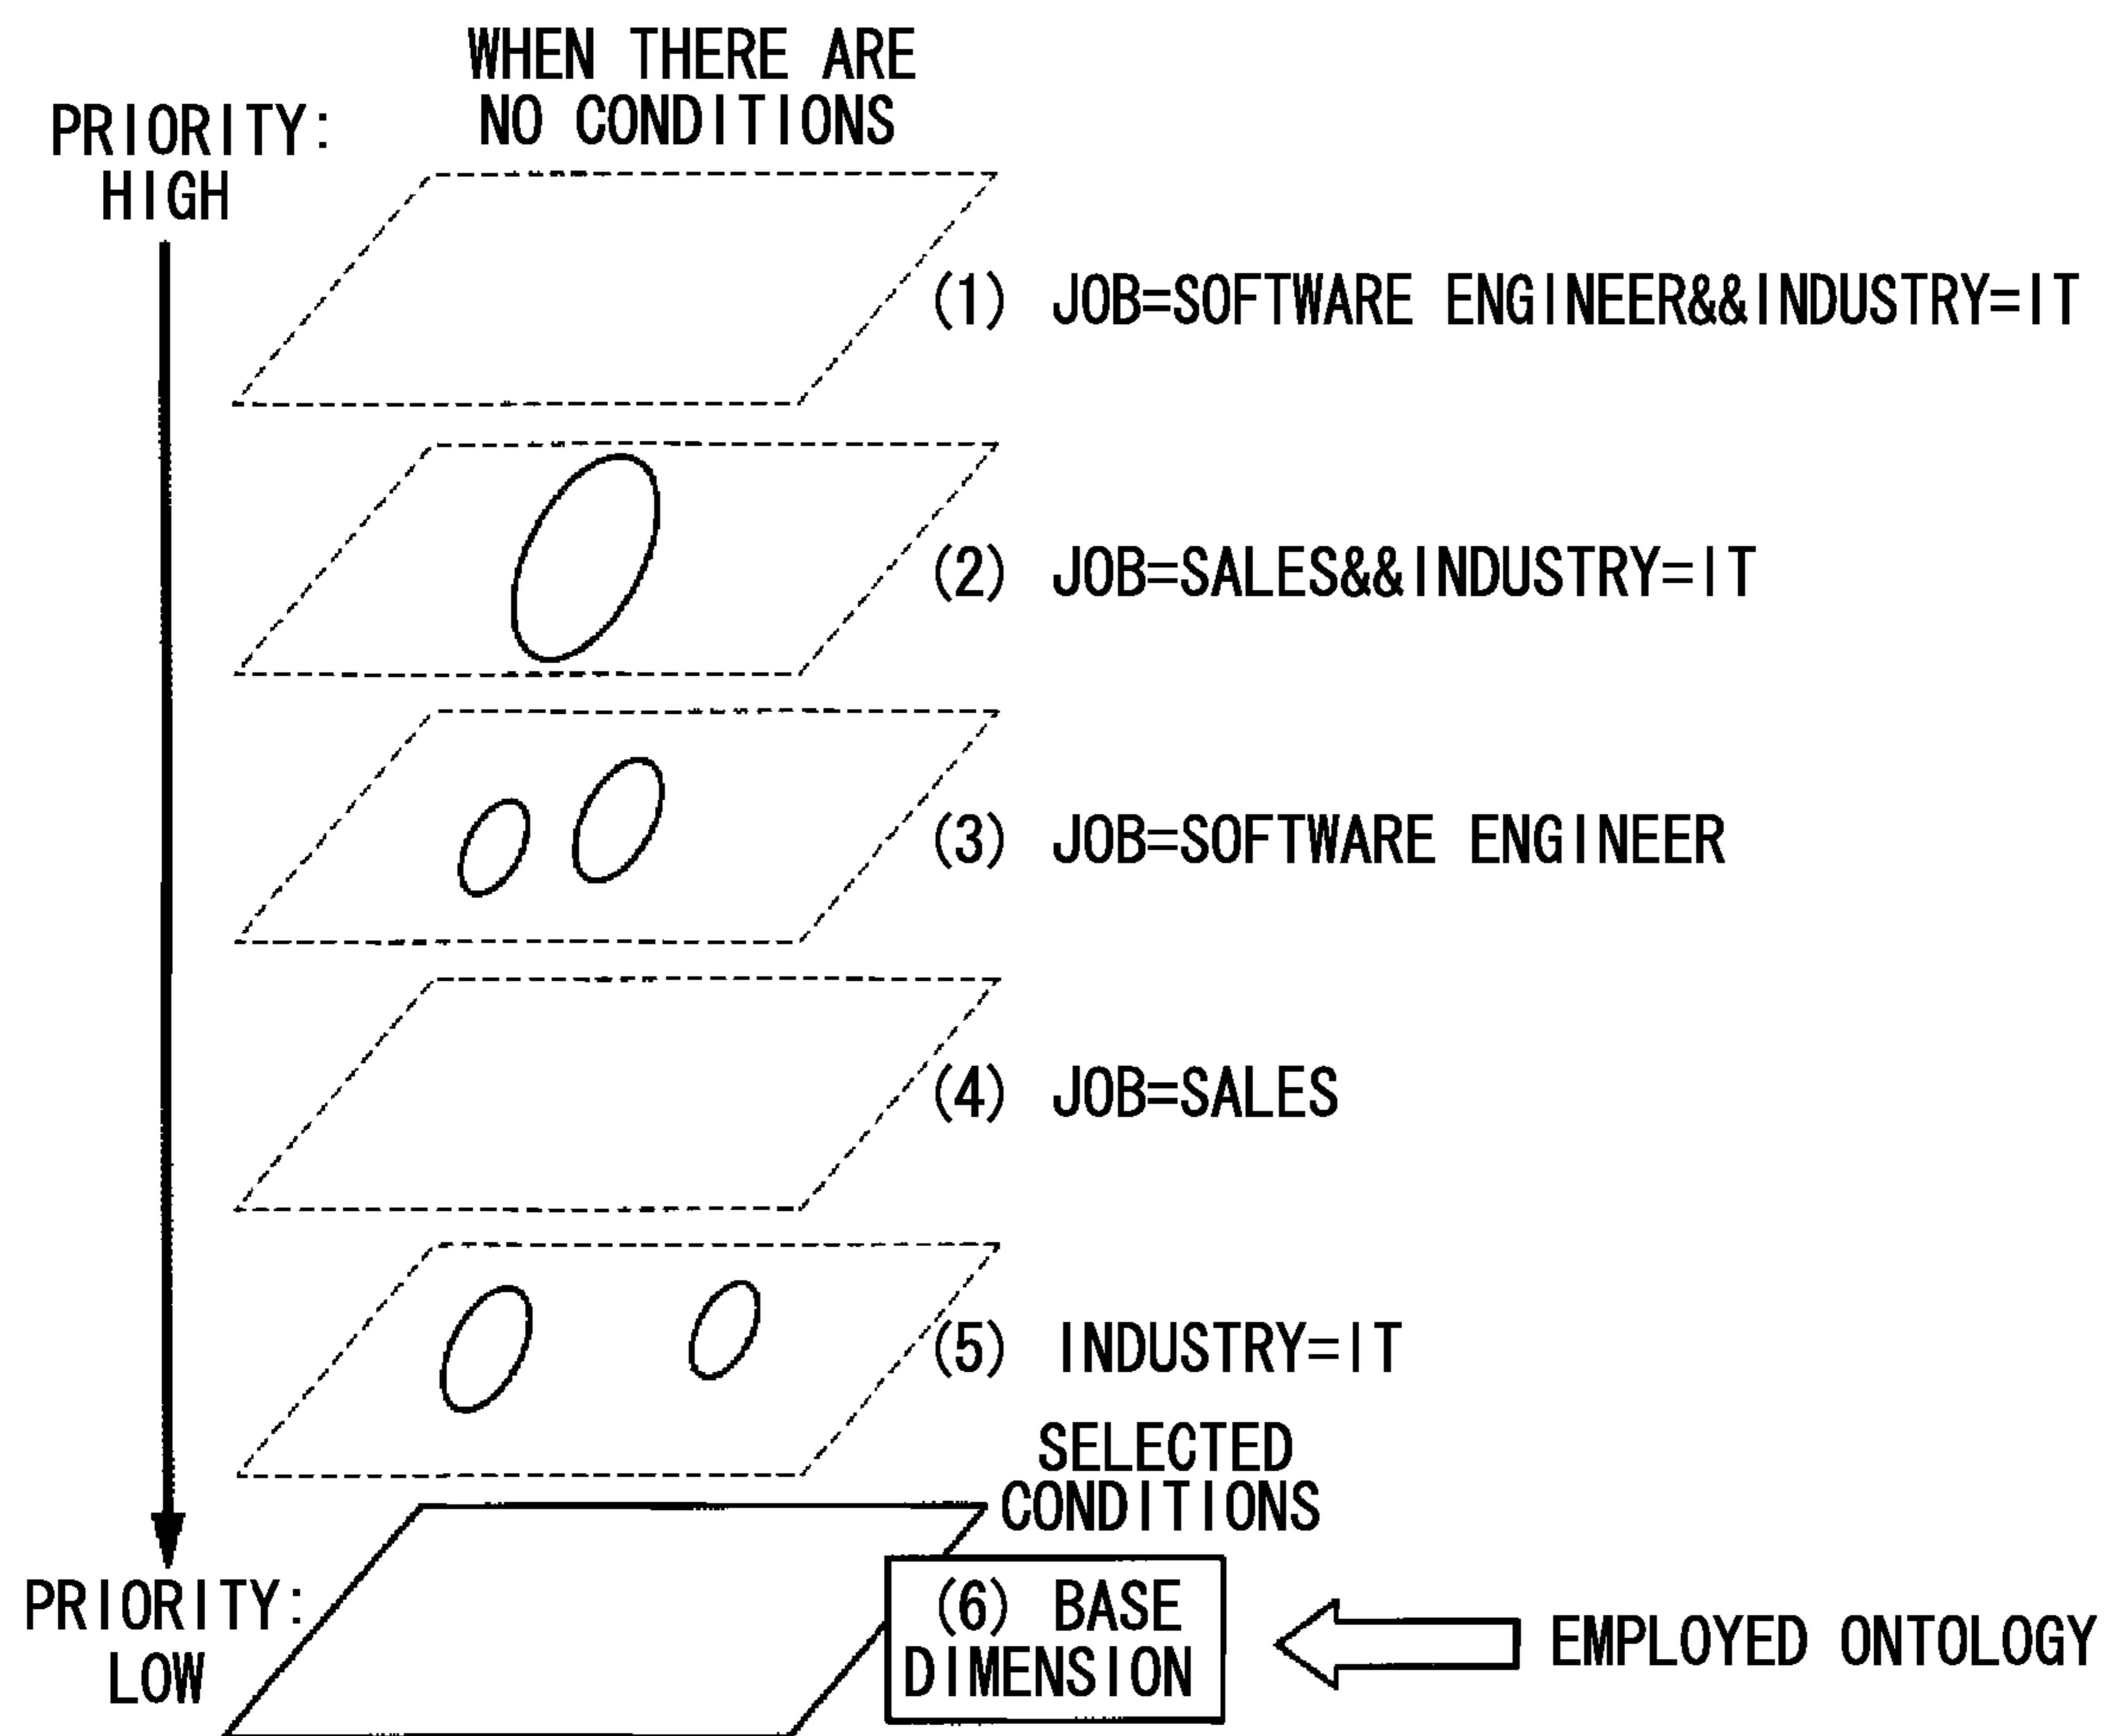 WHEN THERE ARE
NO CONDITIONS
PRIORITY:
HIGH
(1) JOB=SOFTWARE ENGINEER&&INDUSTRY=IT
(2) JOB=SALES&&INDUSTRY=IT
(3) JOB=SOFTWARE ENGINEER
(4) JOB=SALES
(5) INDUSTRY=IT
SELECTED
CONDITIONS
(6) BASE
DIMENSION
EMPLOYED ONTOLOGY
PRIORITY:
LOW